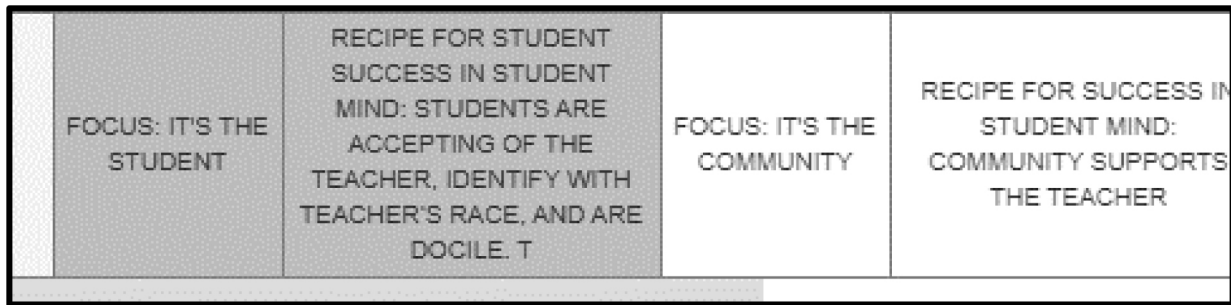 FOCUS: IT'S THE
STUDENT
RECIPE FOR STUDENT
SUCCESS IN STUDENT
MIND: STUDENTS ARE
ACCEPTING OF THE
TEACHER, IDENTIFY WITH
TEACHER'S RACE, AND ARE
DOCILE. T
FOCUS: IT'S THE
COMMUNITY
RECIPE FOR SUCCESS IN
STUDENT MIND:
COMMUNITY SUPPORTS
THE TEACHER